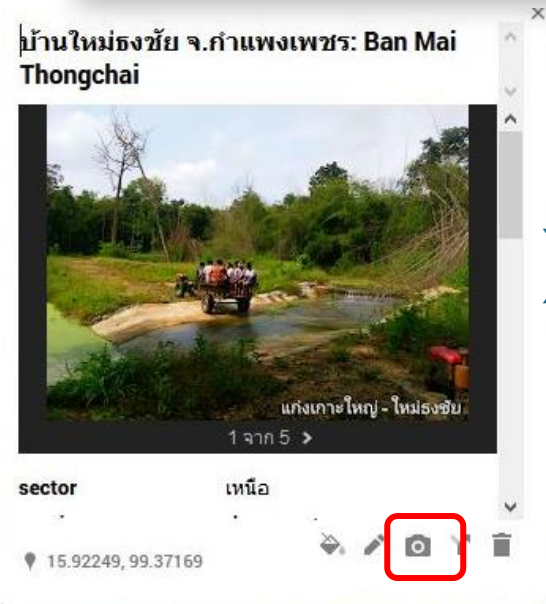 บ้านใหม่ธงชัย จ.กำแพงเพชร: Ban Mai
Thongchai
แก่งเกาะใหญ่ - ใหม่ธงชัย
1 จาก 5
sector เหนือ
15.92249, 99.37169